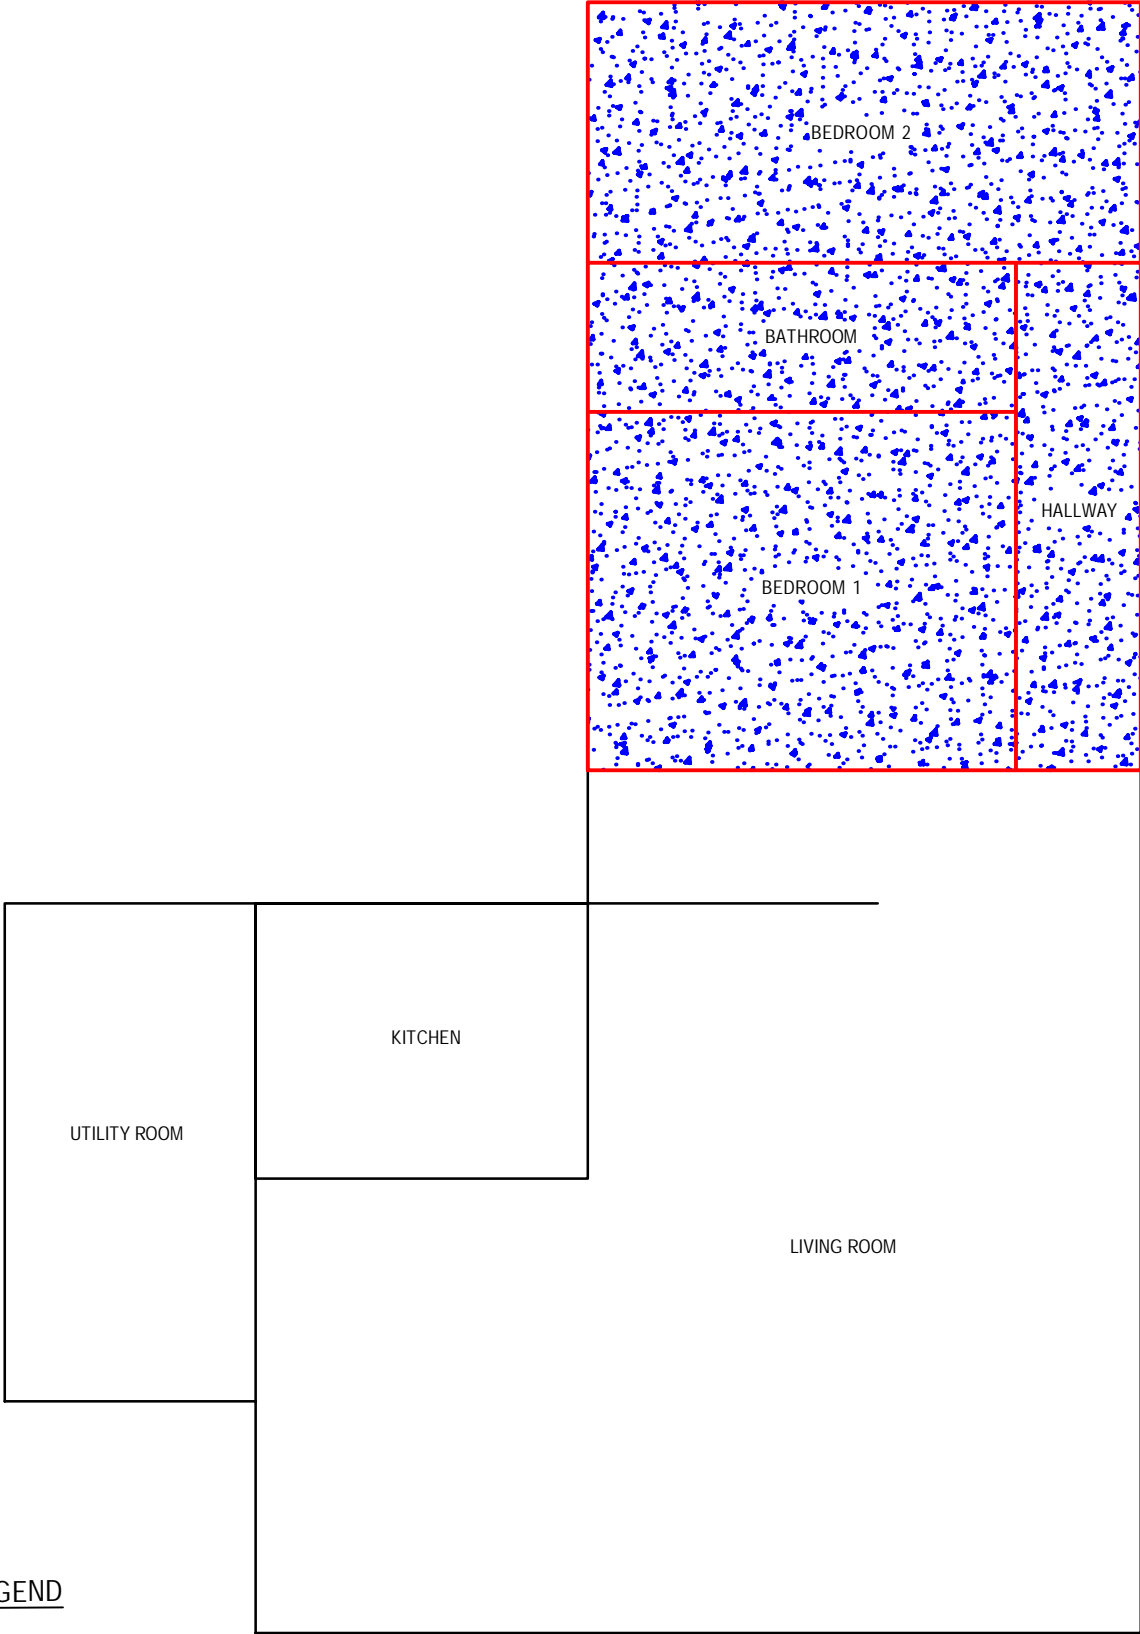 BEDROOM 2
BATHROOM
HALLWAY
BEDROOM 1
KITCHEN
UTILITY ROOM
LIVING ROOM
GEND